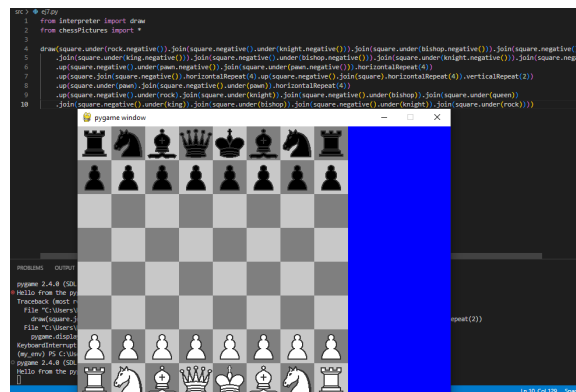 src > ej7.py
1 from interpreter import draw
2 from chessPictures import *
3
4 draw(square.under(rock.negative()).join(square.negative().under(knight.negative())).join(square.under(bishop.negative())).join(square.negative(
5 .join(square.under(king.negative())).join(square.negative().under(bishop.negative())).join(square.under(knight.negative())).join(square.nega
6 .up(square.negative().under(pawn.negative()).join(square.under(pawn.negative())).horizontalRepeat(4))
7 .up(square.join(square.negative()).horizontalRepeat(4).up(square.negative().join(square).horizontalRepeat(4)).verticalRepeat(2))
8 .up(square.under(pawn).join(square.negative().under(pawn)).horizontalRepeat(4))
9 .up(square.negative().under(rock).join(square.under(knight)).join(square.negative().under(bishop)).join(square.under(queen))
10 .join(square.negative().under(king)).join(square.under(bishop)).join(square.negative().under(knight)).join(square.under(rock))))
pygame window
PROBLEMS OUTPUT
pygame 2.4.0 (SDL
Hello from the py
Traceback (most r
File "C:\Users\
draw(square.j
epeat(2))
File "C:\Users\
pygame.displa
KeyboardInterrupt
(my_env) PS C:\Us
pygame 2.4.0 (SDL
Hello from the py
Ln 10, Col 129 Spac